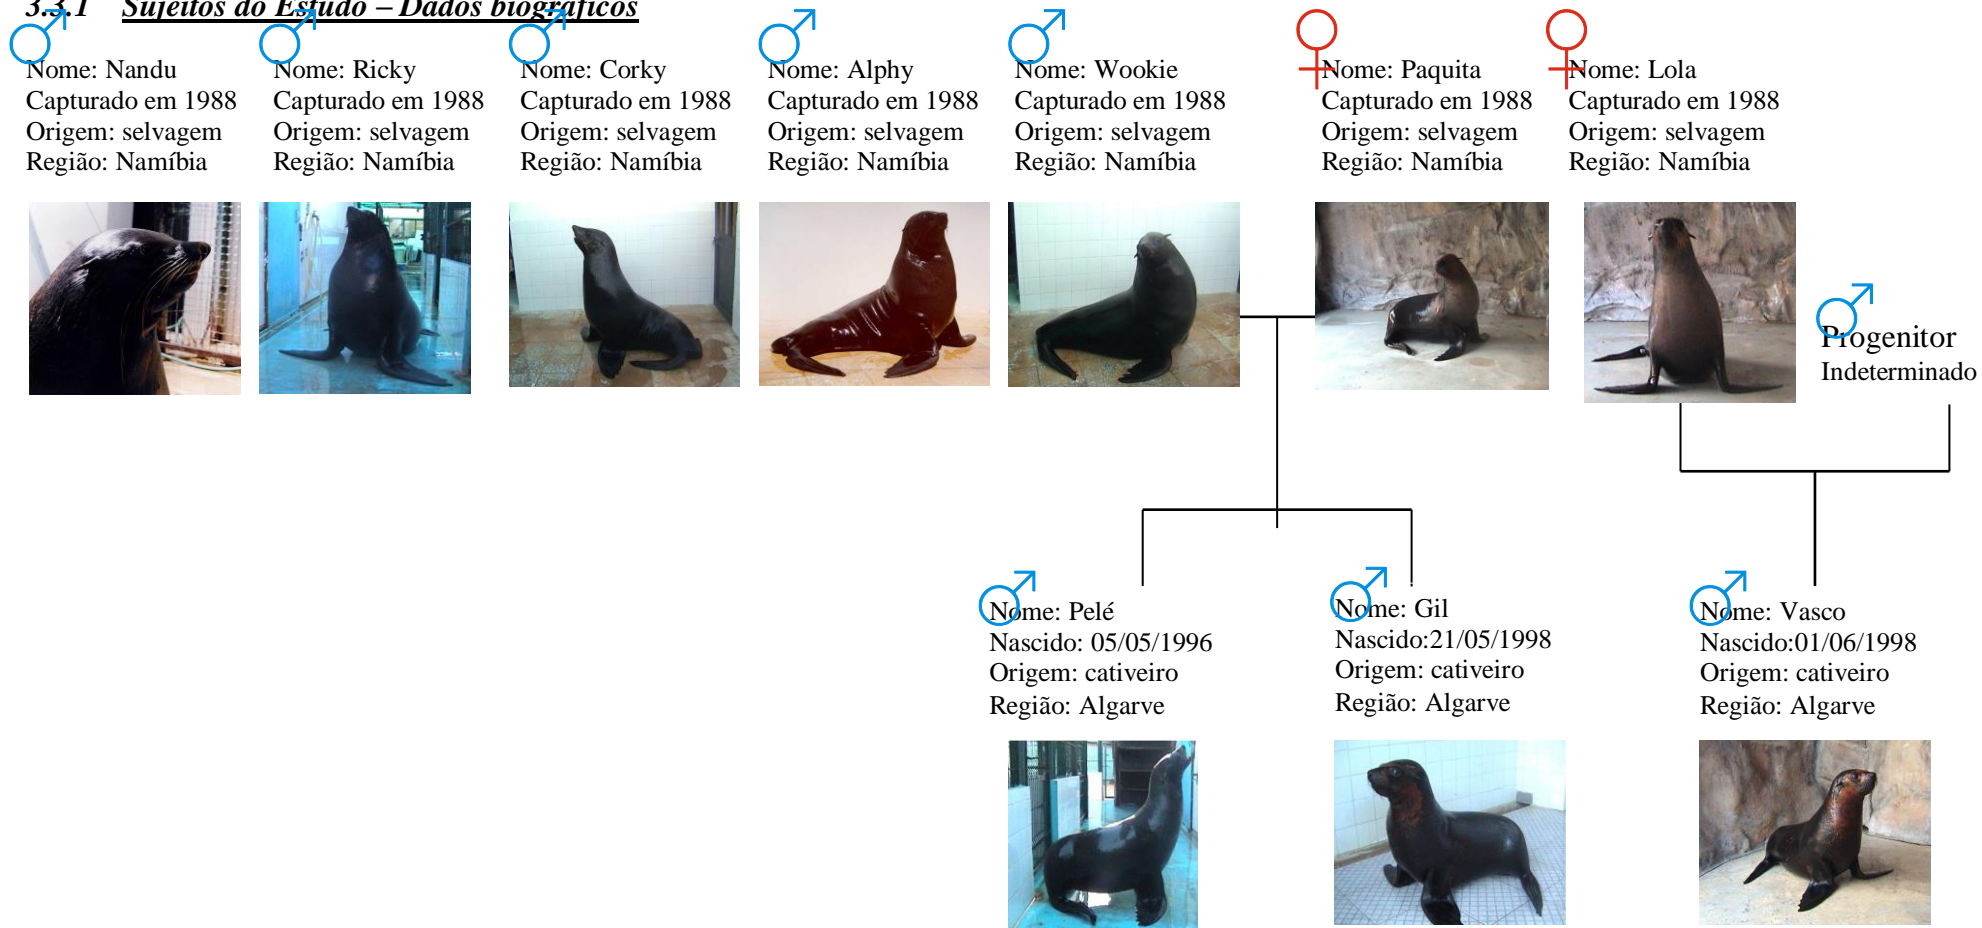 3.3.1 Sujeitos do Estudo – Dados biográficos
Nome: Nandu
Capturado em 1988
Origem: selvagem
Região: Namíbia
Nome: Ricky
Capturado em 1988
Origem: selvagem
Região: Namíbia
Nome: Corky
Capturado em 1988
Origem: selvagem
Região: Namíbia
Nome: Alphy
Capturado em 1988
Origem: selvagem
Região: Namíbia
Nome: Wookie
Capturado em 1988
Origem: selvagem
Região: Namíbia
Nome: Paquita
Capturado em 1988
Origem: selvagem
Região: Namíbia
Nome: Lola
Capturado em 1988
Origem: selvagem
Região: Namíbia
Progenitor
Indeterminado
Nome: Pelé
Nascido: 05/05/1996
Origem: cativeiro
Região: Algarve
Nome: Gil
Nascido:21/05/1998
Origem: cativeiro
Região: Algarve
Nome: Vasco
Nascido:01/06/1998
Origem: cativeiro
Região: Algarve